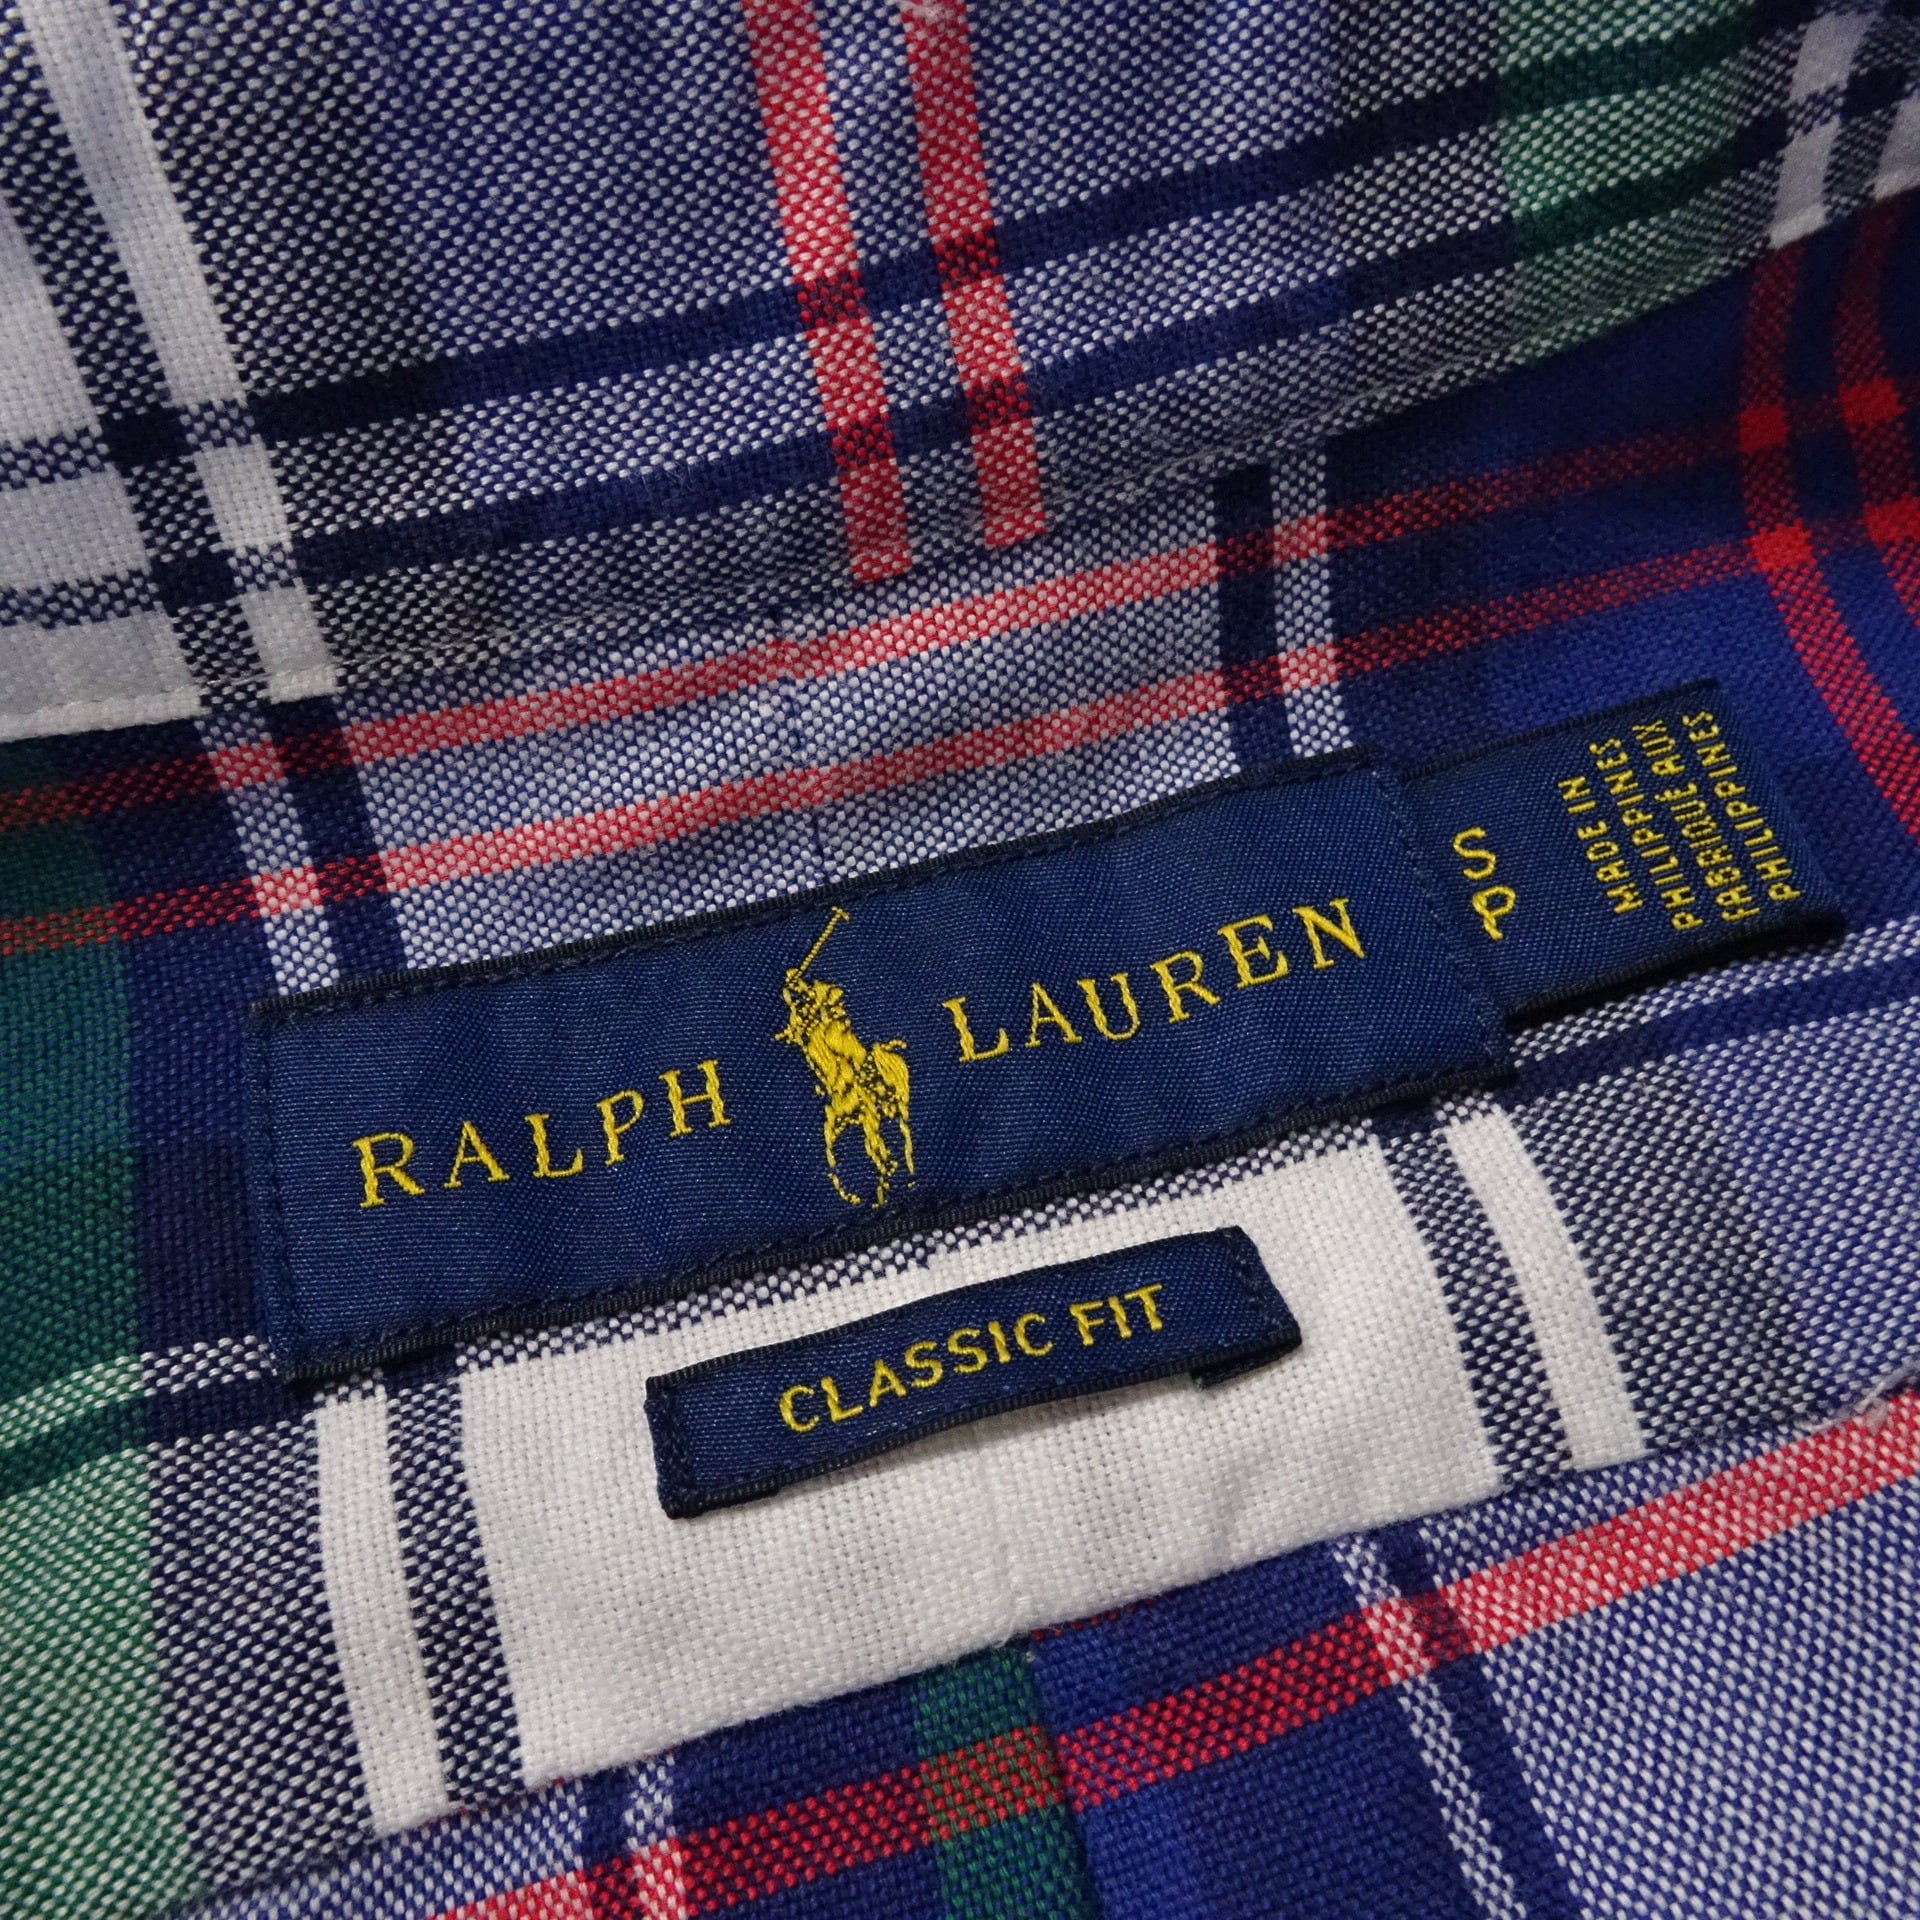 RALPH LAUREN
S
P
MADE IN
PHILIPPINES
FABRIQUÉ AUX
PHILIPPINES
CLASSIC FIT